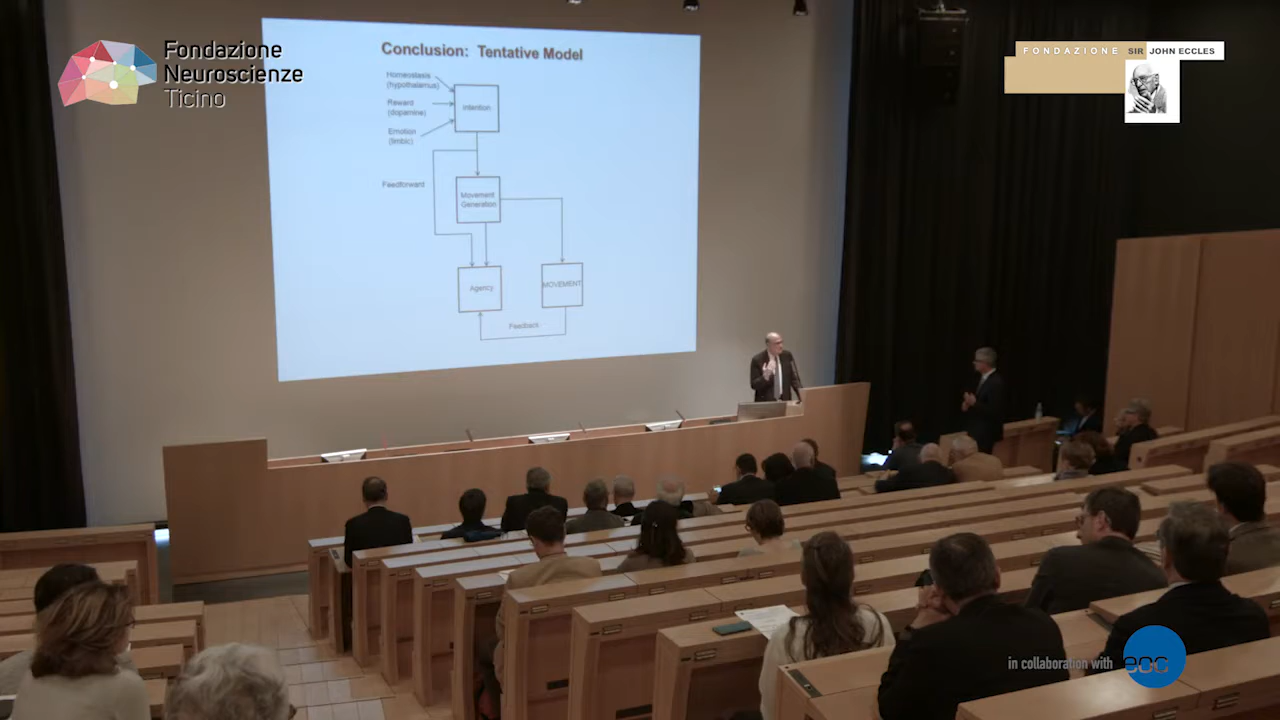 Fondazione
Neuroscienze
Ticino
FONDAZIONE SIR JOHN ECCLES
Conclusion: Tentative Model
Homeostasis
(hypothalamus)
Reward
(dopamine)
Emotion
(limbic)
Intention
Feedforward
Movement
Generation
Agency
MOVEMENT
Feedback
in collaboration with eoc